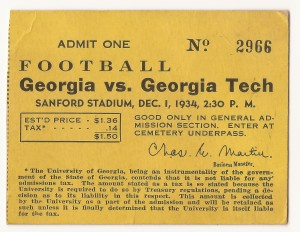 ADMIT ONE
Nº 2966
FOOTBALL
Georgia vs. Georgia Tech
SANFORD STADIUM, DEC. 1, 1934, 2:30 P. M.
EST'D PRICE - $1.36
TAX* - .14
$1.50
GOOD ONLY IN GENERAL AD-
MISSION SECTION. ENTER AT
CEMETERY UNDERPASS.
Chas. E. Martin
Business Manager.
*The University of Georgia, being an instrumentality of the govern-
ment of the State of Georgia, contends that it is not liable for any
admissions tax. The amount stated as a tax is so stated because the
University is required to do so by Treasury regulations, pending a de-
cision as to its liability in this respect. This amount is collected
by the University as an additional admission and will be retained as
such unless it is finally determined that the University is itself liable
for the tax.